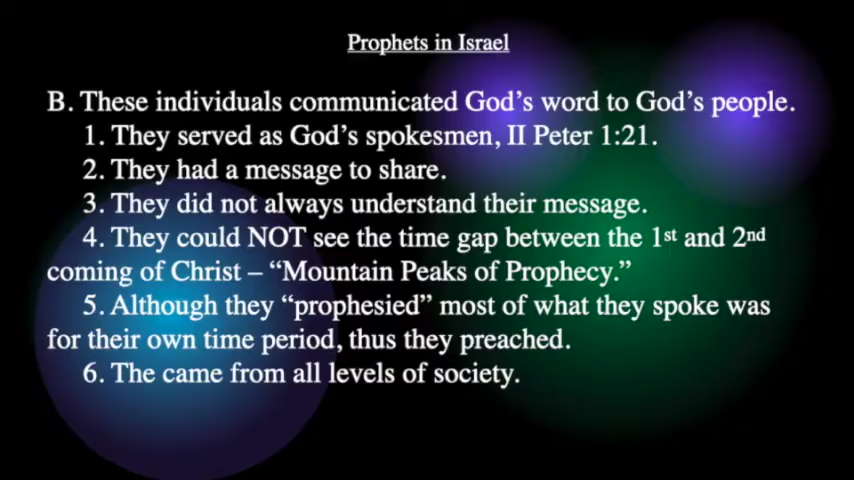 Prophets in Israel
B. These individuals communicated God’s word to God’s people.
1. They served as God’s spokesmen, II Peter 1:21.
2. They had a message to share.
3. They did not always understand their message.
4. They could NOT see the time gap between the 1st and 2nd
coming of Christ – “Mountain Peaks of Prophecy.”
5. Although they “prophesied” most of what they spoke was
for their own time period, thus they preached.
6. The came from all levels of society.